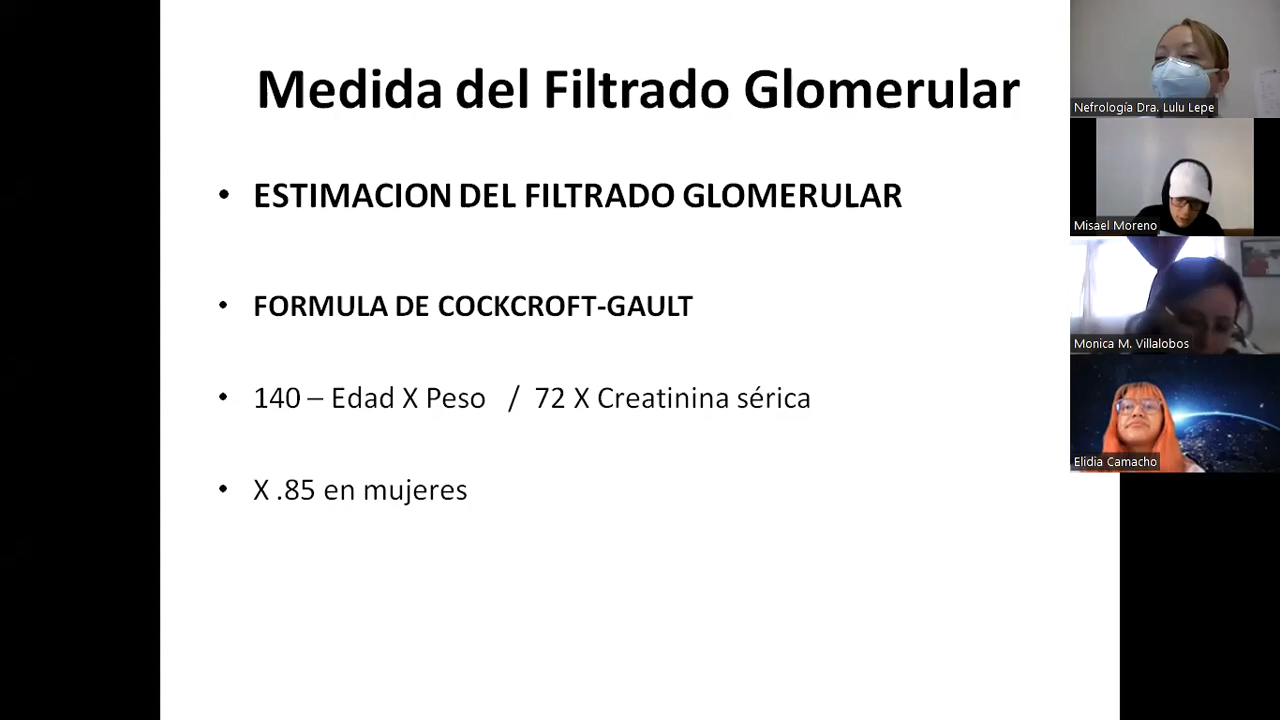 Medida del Filtrado Glomerular
• ESTIMACION DEL FILTRADO GLOMERULAR
• FORMULA DE COCKCROFT-GAULT
• 140 – Edad X Peso / 72 X Creatinina sérica
• X .85 en mujeres
Nefrología Dra. Lulu Lepe
Misael Moreno
Monica M. Villalobos
Elidia Camacho